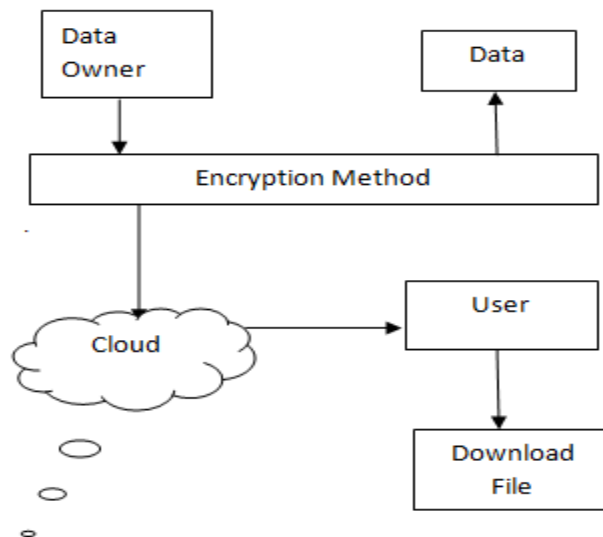 Data
Owner
Data
Encryption Method
Cloud
User
Download
File